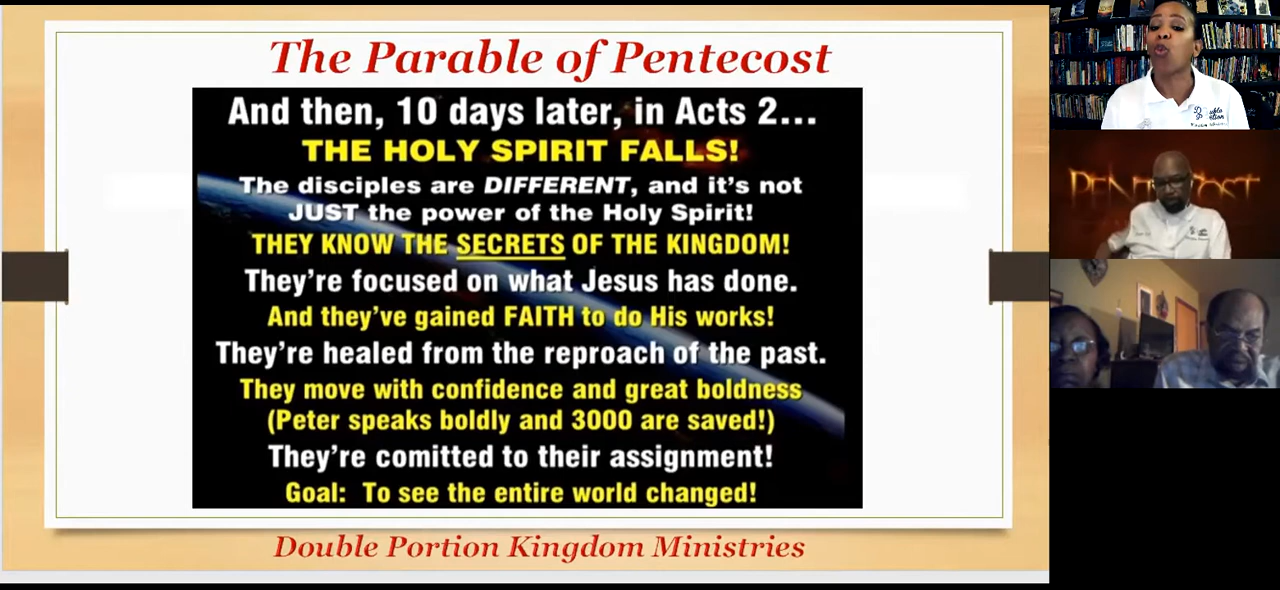 The Parable of Pentecost
And then, 10 days later, in Acts 2...
THE HOLY SPIRIT FALLS!
The disciples are DIFFERENT, and it's not
JUST the power of the Holy Spirit!
THEY KNOW THE SECRETS OF THE KINGDOM!
They're focused on what Jesus has done.
And they've gained FAITH to do His works!
They're healed from the reproach of the past.
They move with confidence and great boldness
(Peter speaks boldly and 3000 are saved!)
They're comitted to their assignment!
Goal: To see the entire world changed!
Double Portion Kingdom Ministries